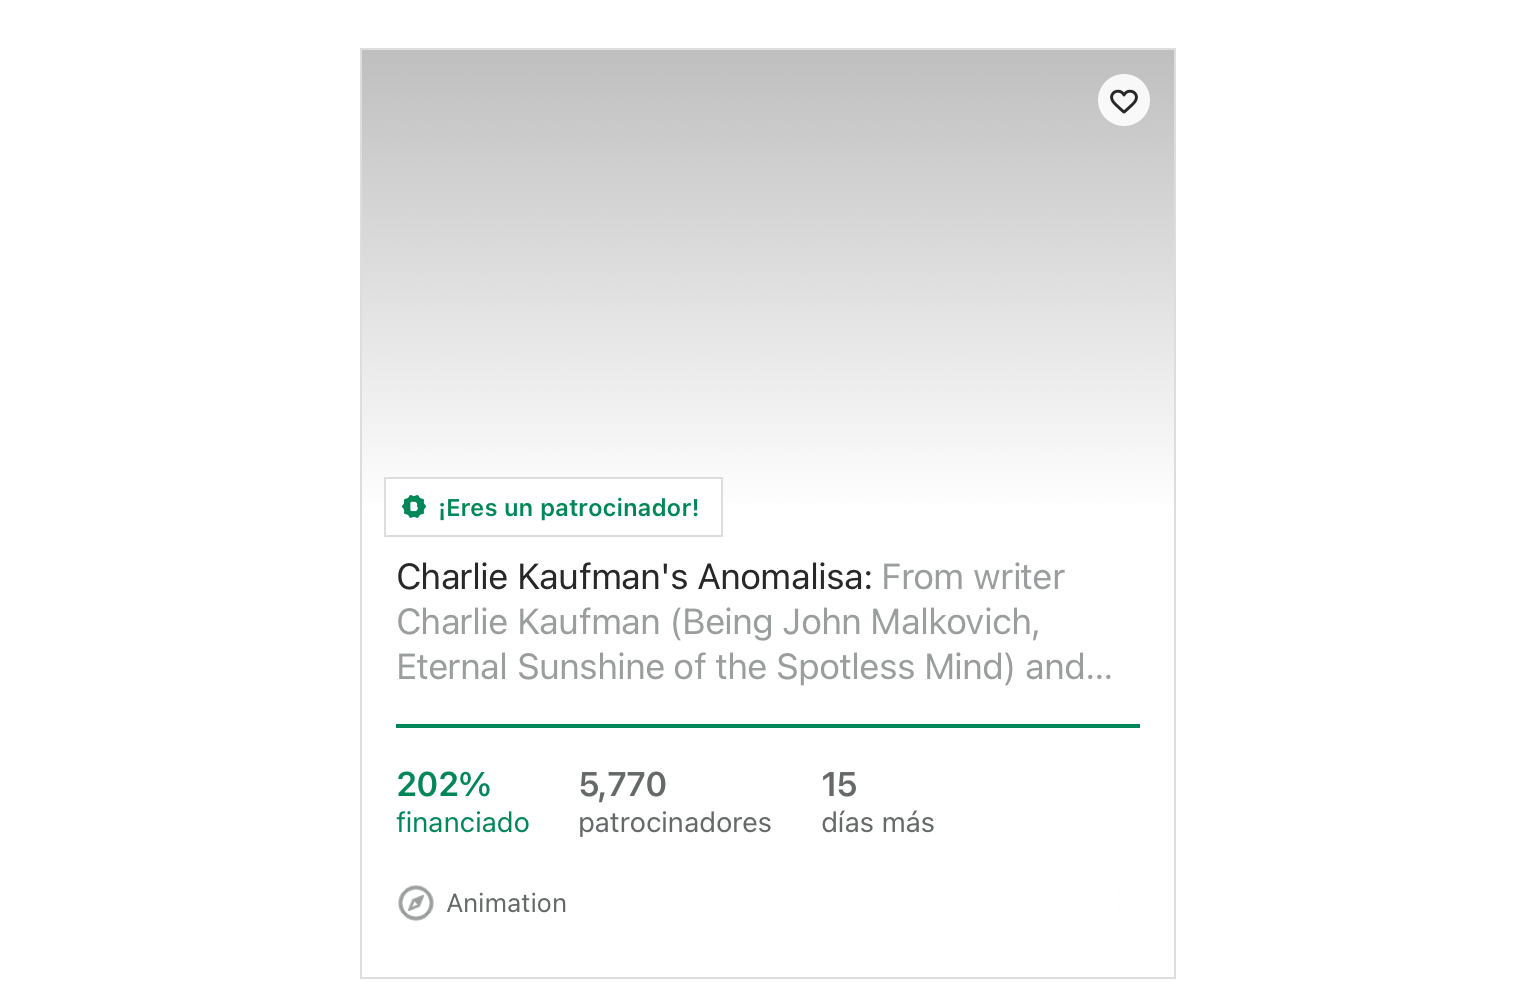 ¡Eres un patrocinador!
Charlie Kaufman's Anomalisa: From writer
Charlie Kaufman (Being John Malkovich,
Eternal Sunshine of the Spotless Mind) and…
202%
financiado
5,770
patrocinadores
15
días más
Animation